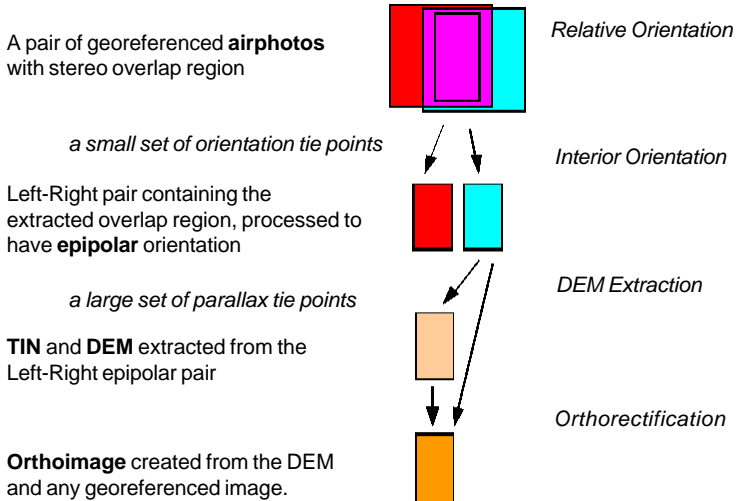 A pair of georeferenced airphotos
with stereo overlap region
Relative Orientation
a small set of orientation tie points
Interior Orientation
Left-Right pair containing the
extracted overlap region, processed to
have epipolar orientation
a large set of parallax tie points
DEM Extraction
TIN and DEM extracted from the
Left-Right epipolar pair
Orthorectification
Orthoimage created from the DEM
and any georeferenced image.